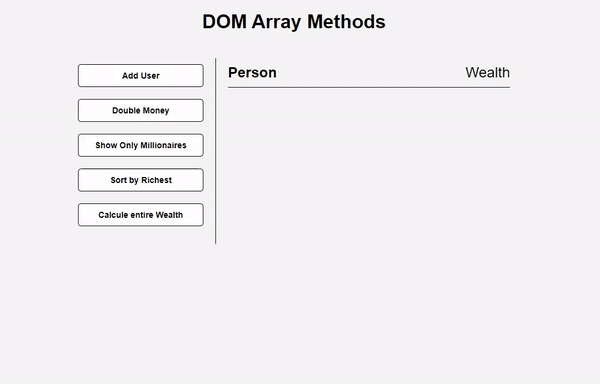 DOM Array Methods
Add User
Double Money
Show Only Millionaires
Sort by Richest
Calcule entire Wealth
Person Wealth